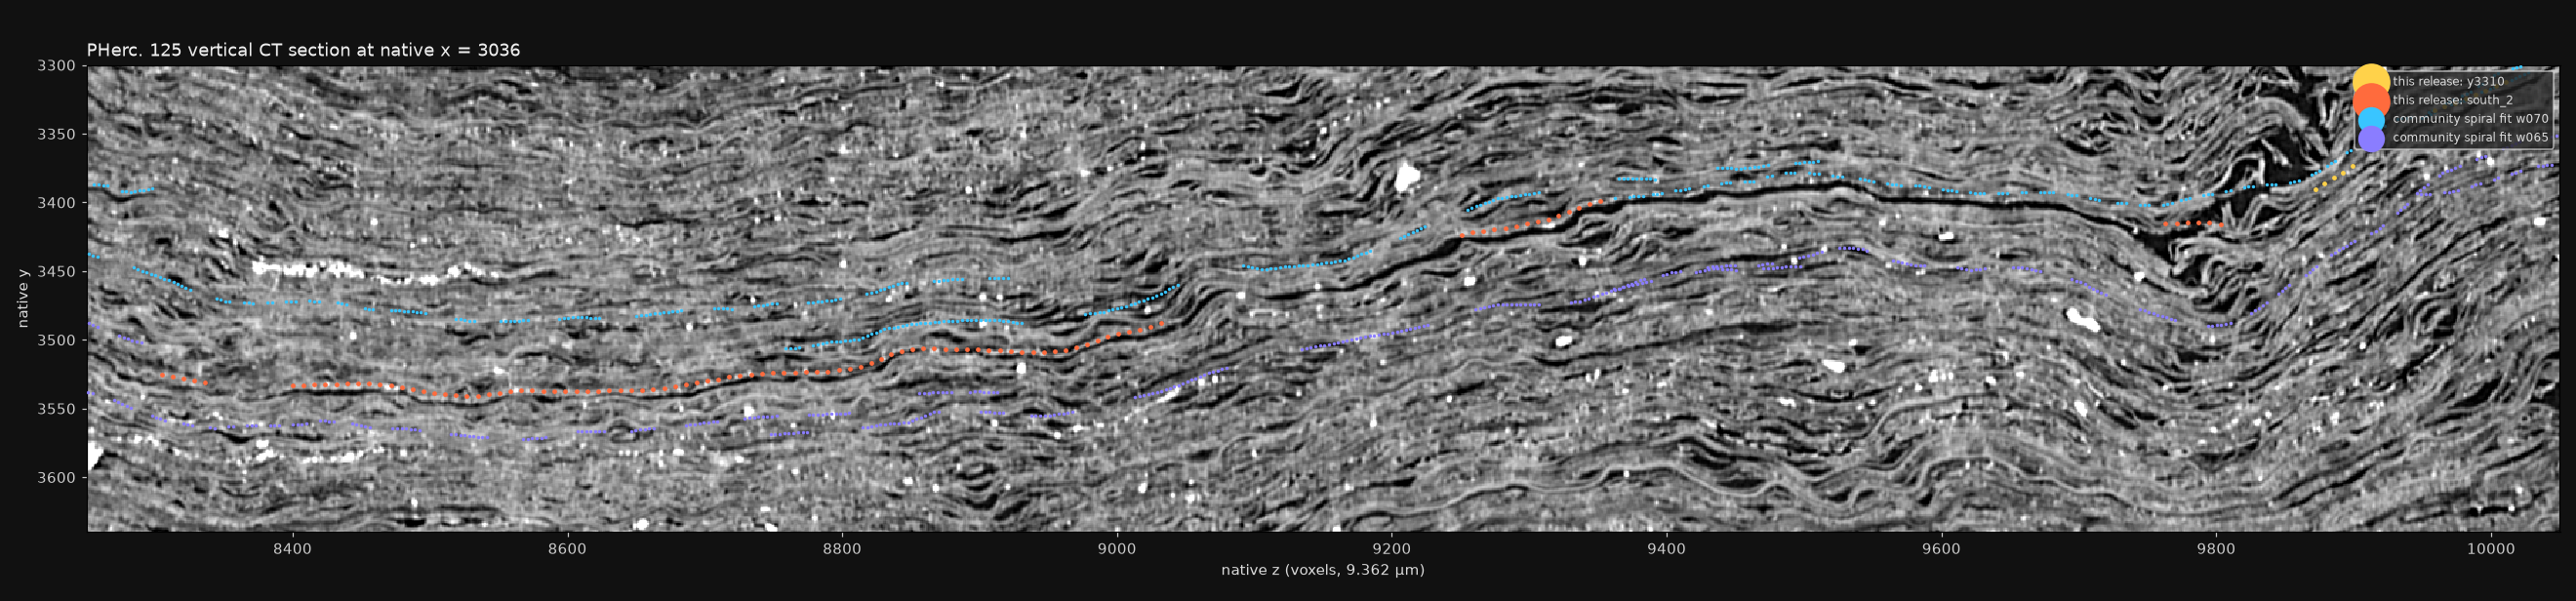 PHerc. 125 vertical CT section at native x = 3036
this release: y3310
this release: south_2
community spiral fit w070
community spiral fit w065
native y
3300
3350
3400
3450
3500
3550
3600
8400 8600 8800 9000 9200 9400 9600 9800 10000
native z (voxels, 9.362 μm)